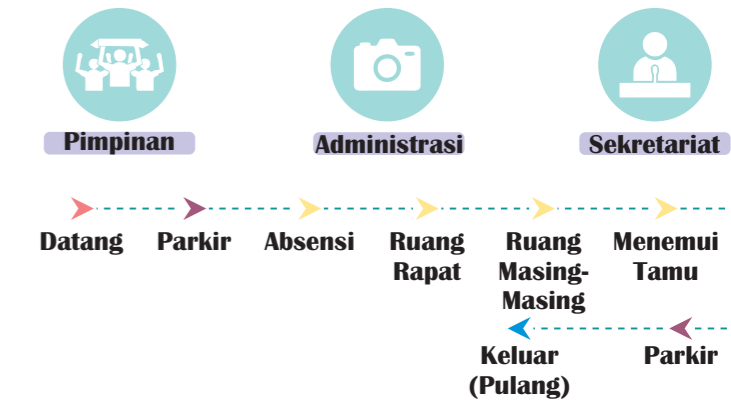 Pimpinan
Administrasi
Sekretariat
Datang
Parkir
Absensi
Ruang
Rapat
Ruang
Masing-
Masing
Menemui
Tamu
Keluar
(Pulang)
Parkir